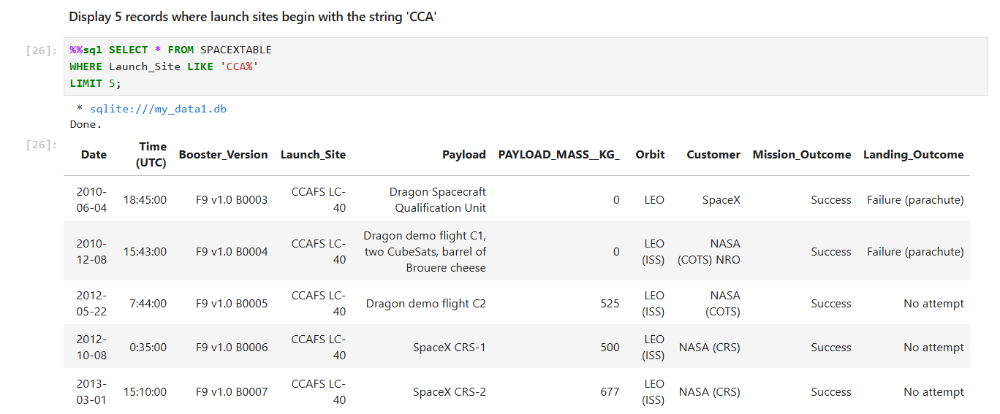 Display 5 records where launch sites begin with the string 'CCA'
[26]: %%sql SELECT * FROM SPACEXTABLE
WHERE Launch_Site LIKE 'CCA%'
LIMIT 5;
* sqlite:///my_data1.db
Done.
[26]:
Date Time (UTC) Booster_Version Launch_Site Payload PAYLOAD_MASS__KG_ Orbit Customer Mission_Outcome Landing_Outcome
2010-06-04 18:45:00 F9 v1.0 B0003 CCAFS LC-40 Dragon Spacecraft Qualification Unit 0 LEO SpaceX Success Failure (parachute)
2010-12-08 15:43:00 F9 v1.0 B0004 CCAFS LC-40 Dragon demo flight C1, two CubeSats, barrel of Brouere cheese 0 LEO (ISS) NASA (COTS) NRO Success Failure (parachute)
2012-05-22 7:44:00 F9 v1.0 B0005 CCAFS LC-40 Dragon demo flight C2 525 LEO (ISS) NASA (COTS) Success No attempt
2012-10-08 0:35:00 F9 v1.0 B0006 CCAFS LC-40 SpaceX CRS-1 500 LEO (ISS) NASA (CRS) Success No attempt
2013-03-01 15:10:00 F9 v1.0 B0007 CCAFS LC-40 SpaceX CRS-2 677 LEO (ISS) NASA (CRS) Success No attempt